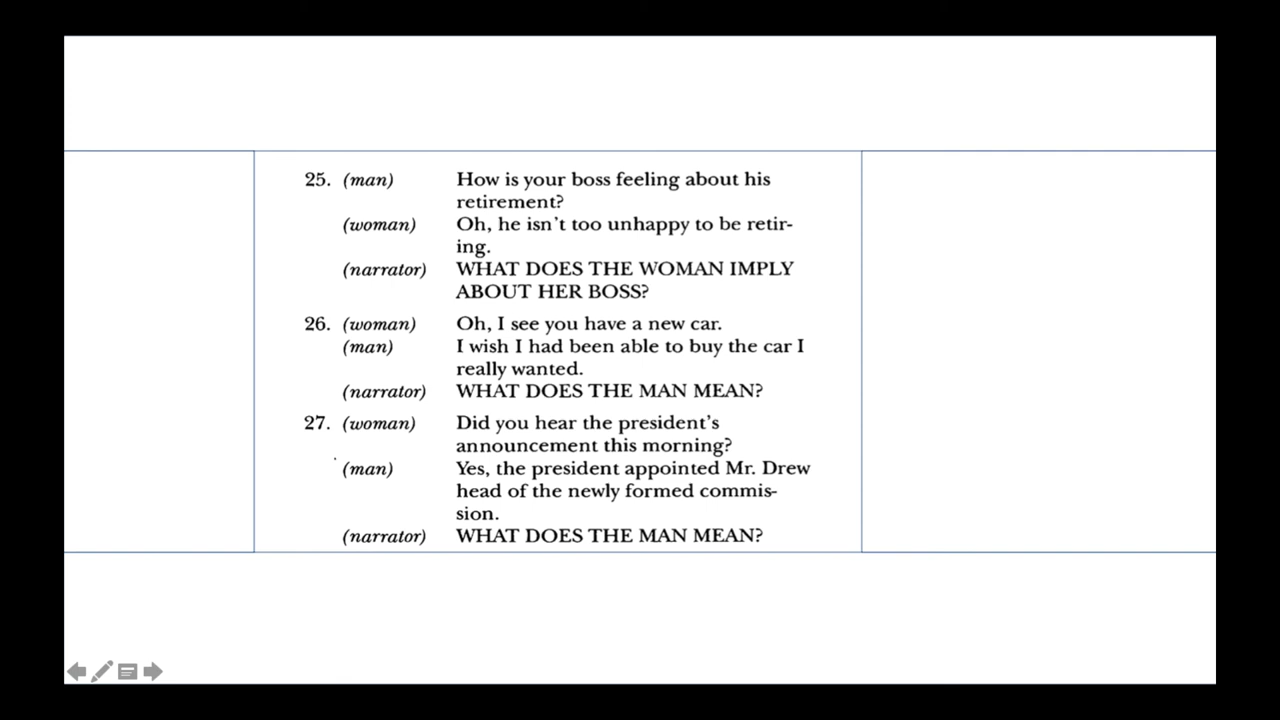 25. (man) How is your boss feeling about his
retirement?
(woman) Oh, he isn't too unhappy to be retir-
ing.
(narrator) WHAT DOES THE WOMAN IMPLY
ABOUT HER BOSS?
26. (woman) Oh, I see you have a new car.
(man) I wish I had been able to buy the car I
really wanted.
(narrator) WHAT DOES THE MAN MEAN?
27. (woman) Did you hear the president's
announcement this morning?
(man) Yes, the president appointed Mr. Drew
head of the newly formed commis-
sion.
(narrator) WHAT DOES THE MAN MEAN?